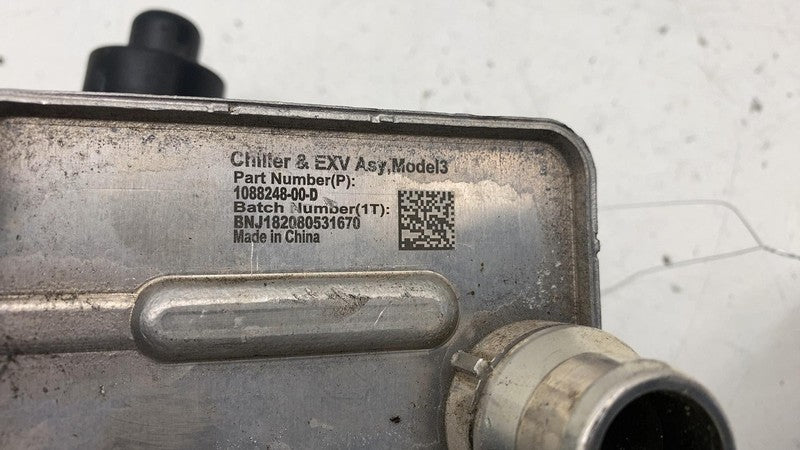 Chiller & EXV Asy,Model3
Part Number(P):
1088248-00-D
Batch Number(1T):
BNJ182080531670
Made in China